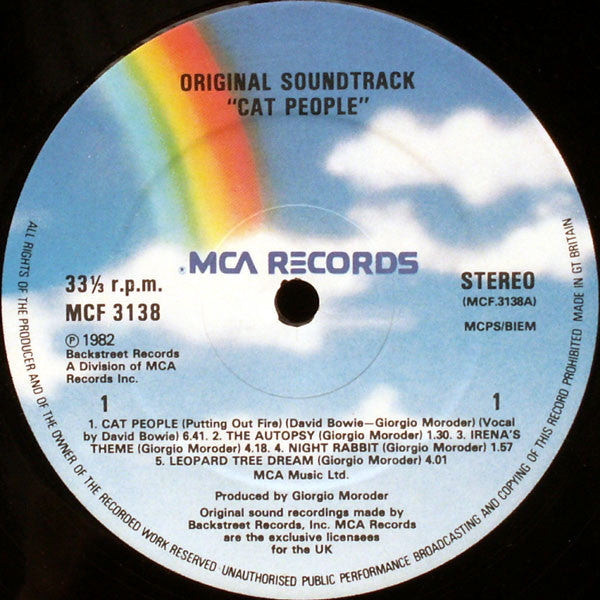 ORIGINAL SOUNDTRACK
"CAT PEOPLE"
MCA RECORDS
33⅓ r.p.m.
MCF 3138
STEREO
(MCF.3138A)
MCPS/BIEM
Ⓟ 1982
Backstreet Records
A Division of MCA
Records Inc.
1
1
1. CAT PEOPLE (Putting Out Fire) (David Bowie—Giorgio Moroder) (Vocal
by David Bowie) 6.41. 2. THE AUTOPSY (Giorgio Moroder) 1.30. 3. IRENA'S
THEME (Giorgio Moroder) 4.18. 4. NIGHT RABBIT (Giorgio Moroder) 1.57
5. LEOPARD TREE DREAM (Giorgio Moroder) 4.01
MCA Music Ltd.
Produced by Giorgio Moroder
Original sound recordings made by
Backstreet Records, Inc. MCA Records
are the exclusive licensees
for the UK
ALL RIGHTS OF THE PRODUCER AND OF THE OWNER OF THE RECORDED WORK RESERVED UNAUTHORISED PUBLIC PERFORMANCE BROADCASTING AND COPYING OF THIS RECORD PROHIBITED MADE IN GT BRITAIN